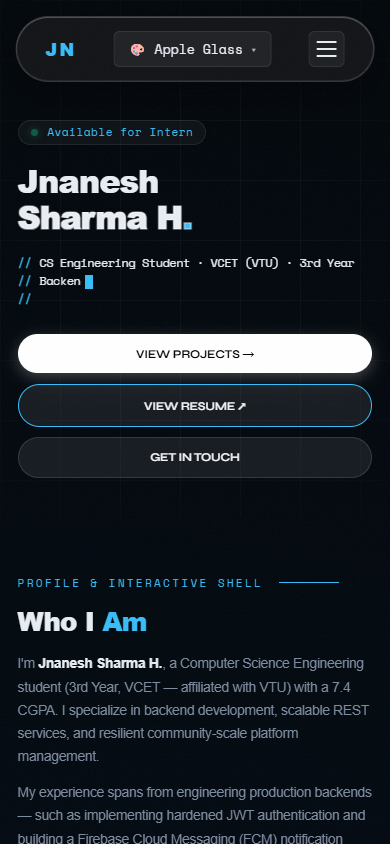 JN
Apple Glass ▾
Available for Intern
Jnanesh
Sharma H.
// CS Engineering Student · VCET (VTU) · 3rd Year
// Backen
//
VIEW PROJECTS →
VIEW RESUME ↗
GET IN TOUCH
PROFILE & INTERACTIVE SHELL
Who I Am
I'm Jnanesh Sharma H., a Computer Science Engineering
student (3rd Year, VCET — affiliated with VTU) with a 7.4
CGPA. I specialize in backend development, scalable REST
services, and resilient community-scale platform
management.
My experience spans from engineering production backends
— such as implementing hardened JWT authentication and
building a Firebase Cloud Messaging (FCM) notification